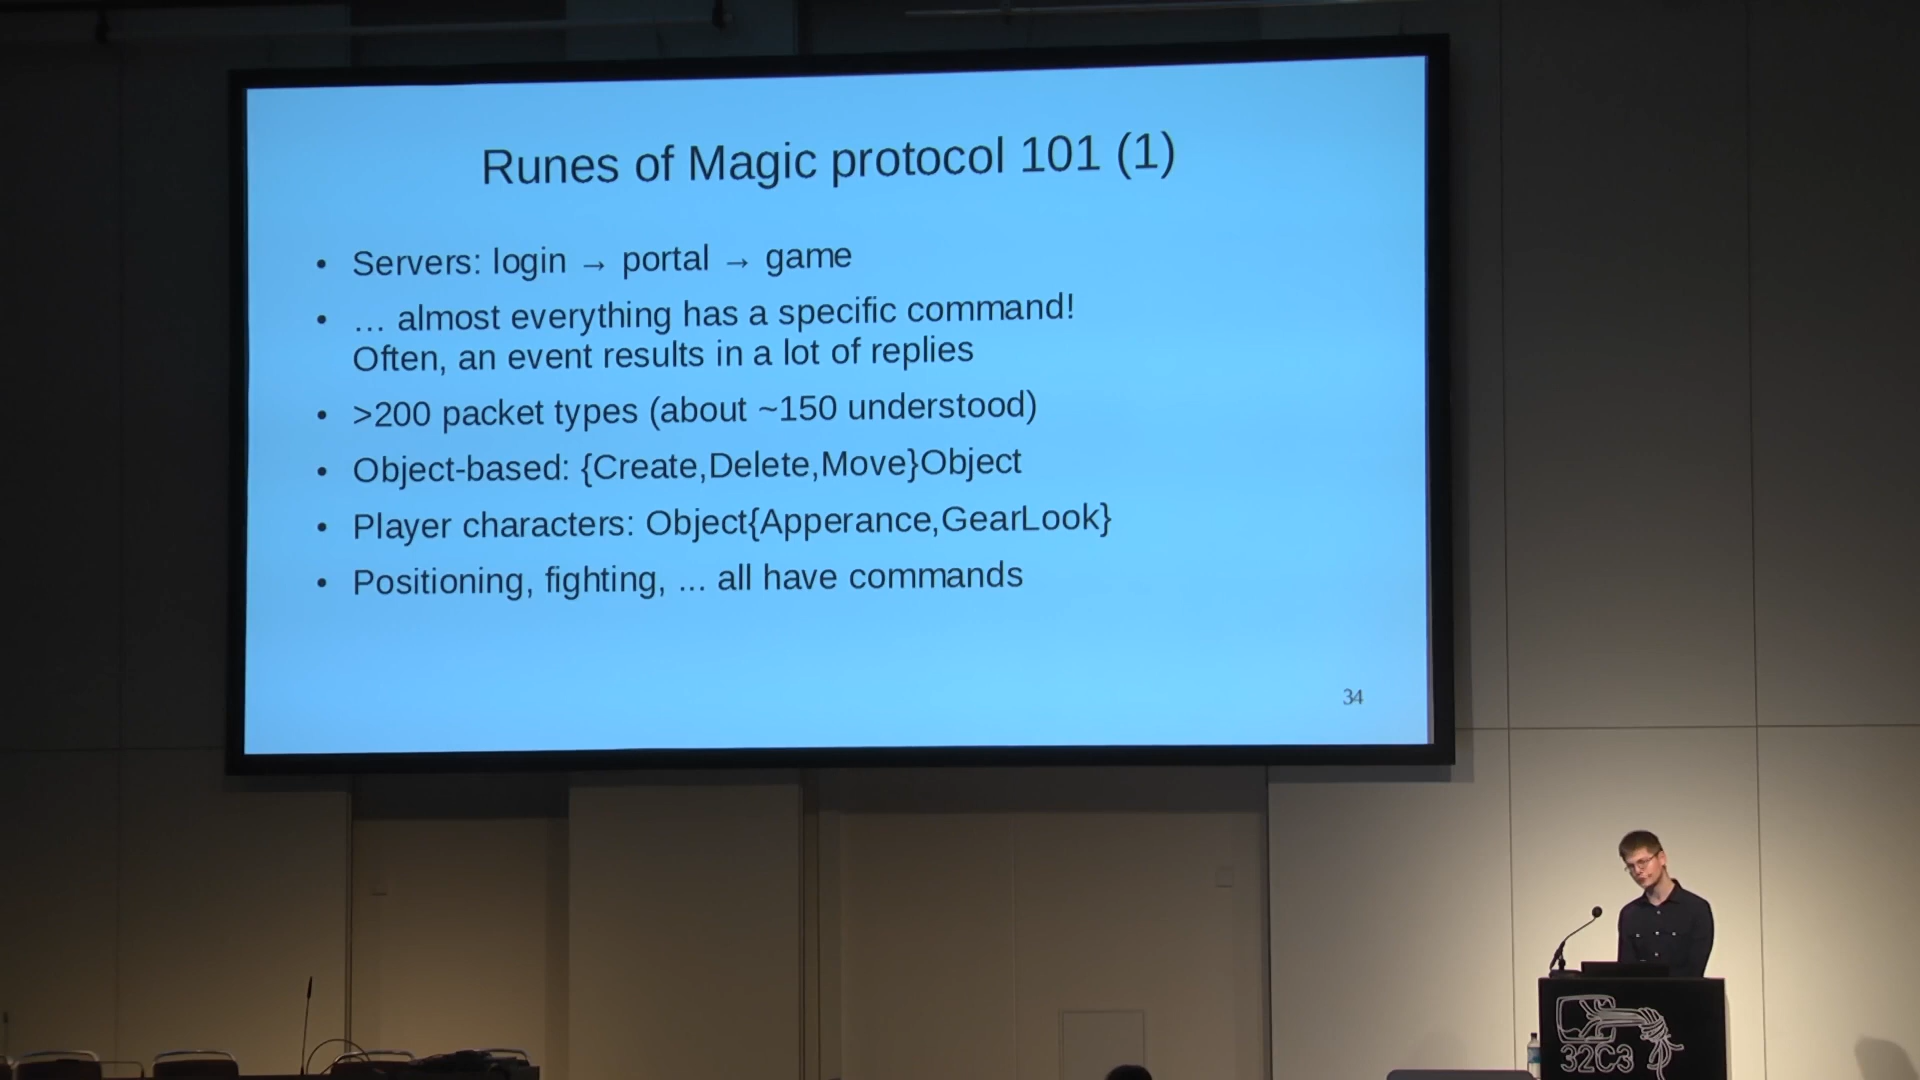 Runes of Magic protocol 101 (1)
• Servers: login → portal → game
• … almost everything has a specific command!
Often, an event results in a lot of replies
• >200 packet types (about ~150 understood)
• Object-based: {Create,Delete,Move}Object
• Player characters: Object{Apperance,GearLook}
• Positioning, fighting, ... all have commands
34
32C3